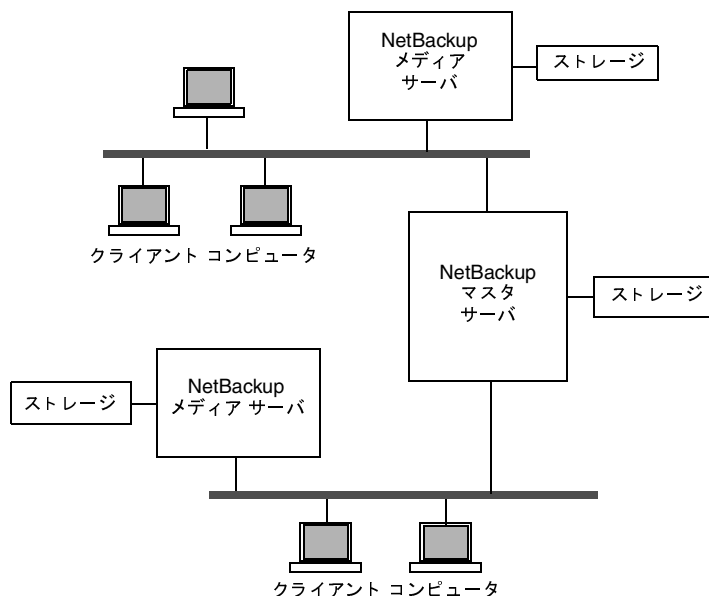 NetBackup
メディア
サーバ
ストレージ
クライアント コンピュータ
NetBackup
マスタ
サーバ
ストレージ
NetBackup
メディア サーバ
ストレージ
クライアント コンピュータ